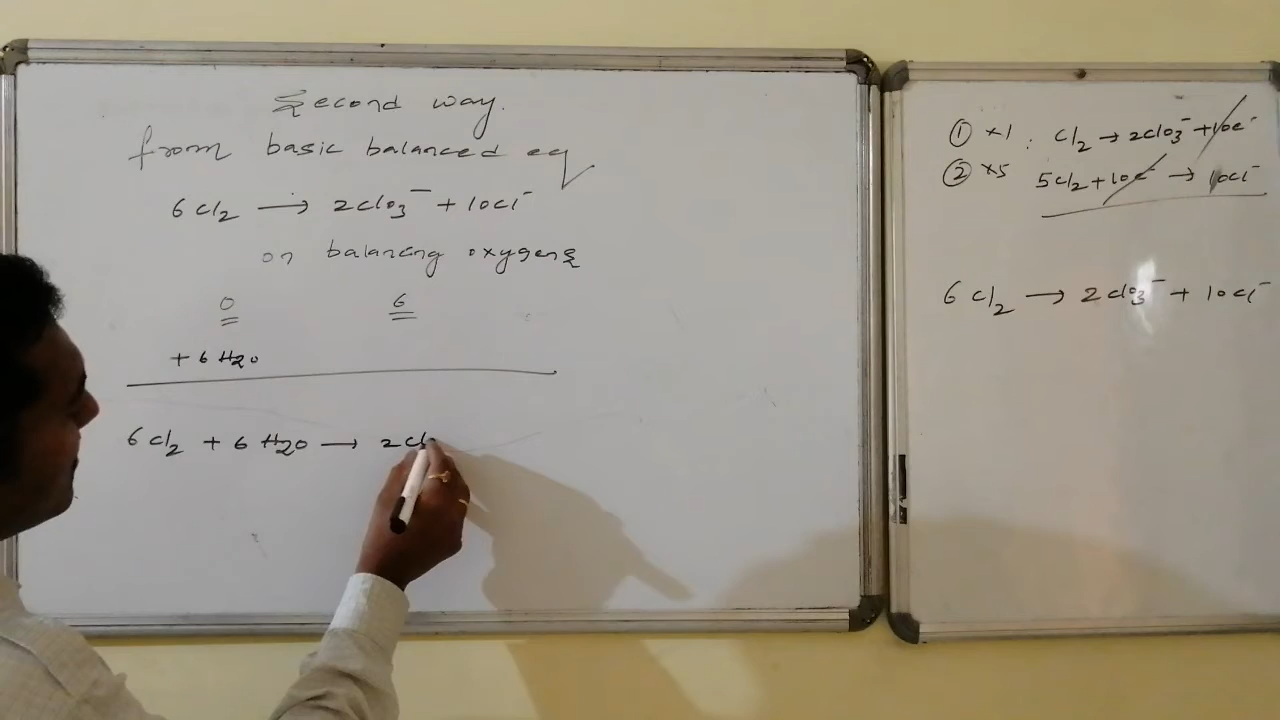 Second way.
from basic balanced eq
6 Cl₂ ⟶ 2ClO₃⁻ + 10Cl⁻
on balancing oxygens
0 6
+ 6 H₂O
6 Cl₂ + 6 H₂O ⟶ 2Cl
① ×1 : Cl₂ → 2ClO₃⁻ + 10e⁻
② ×5 5Cl₂ + 10e⁻ → 10Cl⁻
6 Cl₂ ⟶ 2ClO₃⁻ + 10Cl⁻